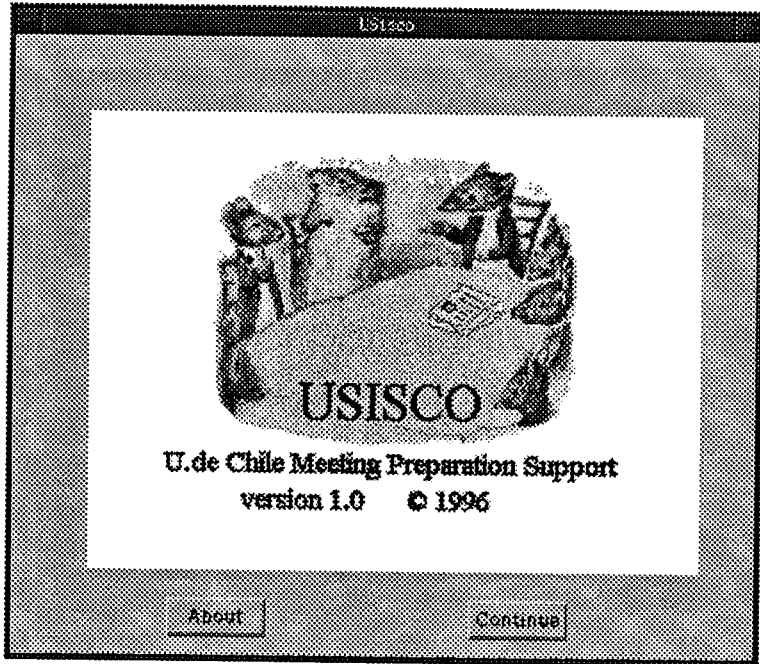 USisco
USISCO
U.de Chile Meeting Preparation Support
version 1.0 © 1996
About Continue